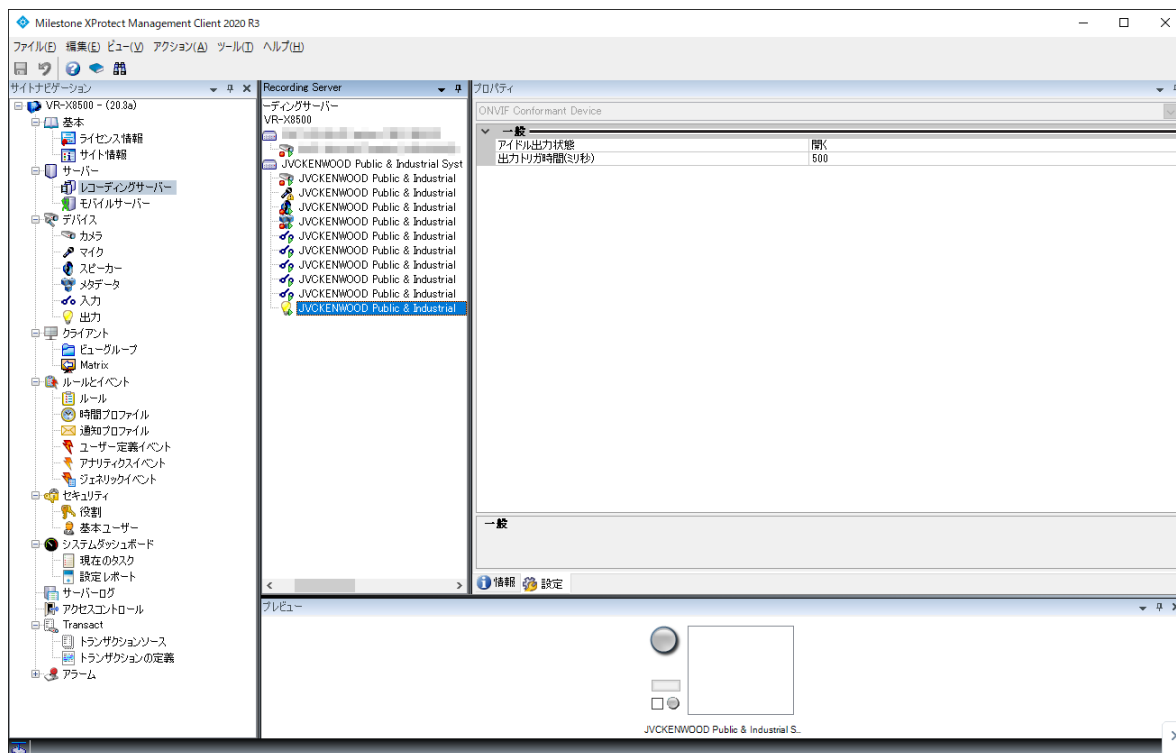 Milestone XProtect Management Client 2020 R3
ファイル(F) 編集(E) ビュー(V) アクション(A) ツール(T) ヘルプ(H)
サイトナビゲーション
VR-X8500 - (20.3a)
基本
ライセンス情報
サイト情報
サーバー
レコーディングサーバー
モバイルサーバー
デバイス
カメラ
マイク
スピーカー
メタデータ
入力
出力
クライアント
ビューグループ
Matrix
ルールとイベント
ルール
時間プロファイル
通知プロファイル
ユーザー定義イベント
アナリティクスイベント
ジェネリックイベント
セキュリティ
役割
基本ユーザー
システムダッシュボード
現在のタスク
設定レポート
サーバーログ
アクセスコントロール
Transact
トランザクションソース
トランザクションの定義
アラーム
Recording Server
ーディングサーバー
VR-X8500
JVCKENWOOD Public & Industrial Syst
JVCKENWOOD Public & Industrial
JVCKENWOOD Public & Industrial
JVCKENWOOD Public & Industrial
JVCKENWOOD Public & Industrial
JVCKENWOOD Public & Industrial
JVCKENWOOD Public & Industrial
JVCKENWOOD Public & Industrial
JVCKENWOOD Public & Industrial
JVCKENWOOD Public & Industrial
JVCKENWOOD Public & Industrial
プロパティ
ONVIF Conformant Device
一般
アイドル出力状態 開く
出力トリガ時間(ミリ秒) 500
一般
情報 設定
プレビュー
JVCKENWOOD Public & Industrial S...